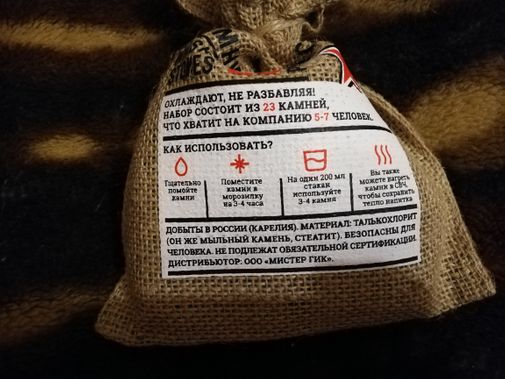 ОХЛАЖДАЮТ, НЕ РАЗБАВЛЯЯ!
НАБОР СОСТОИТ ИЗ 23 КАМНЕЙ,
ЧТО ХВАТИТ НА КОМПАНИЮ 5-7 ЧЕЛОВЕК.
КАК ИСПОЛЬЗОВАТЬ?
Тщательно
помойте
камни
Поместите
камни в
морозилку
на 3-4 часа
На один 200 мл
стакан
используйте
3-4 камня
Вы также
можете нагреть
камни в СВЧ,
чтобы сохранить
тепло напитка
ДОБЫТЫ В РОССИИ (КАРЕЛИЯ). МАТЕРИАЛ: ТАЛЬКОХЛОРИТ
(ОН ЖЕ МЫЛЬНЫЙ КАМЕНЬ, СТЕАТИТ). БЕЗОПАСНЫ ДЛЯ
ЧЕЛОВЕКА. НЕ ПОДЛЕЖАТ ОБЯЗАТЕЛЬНОЙ СЕРТИФИКАЦИИ.
ДИСТРИБЬЮТОР: ООО «МИСТЕР ГИК».